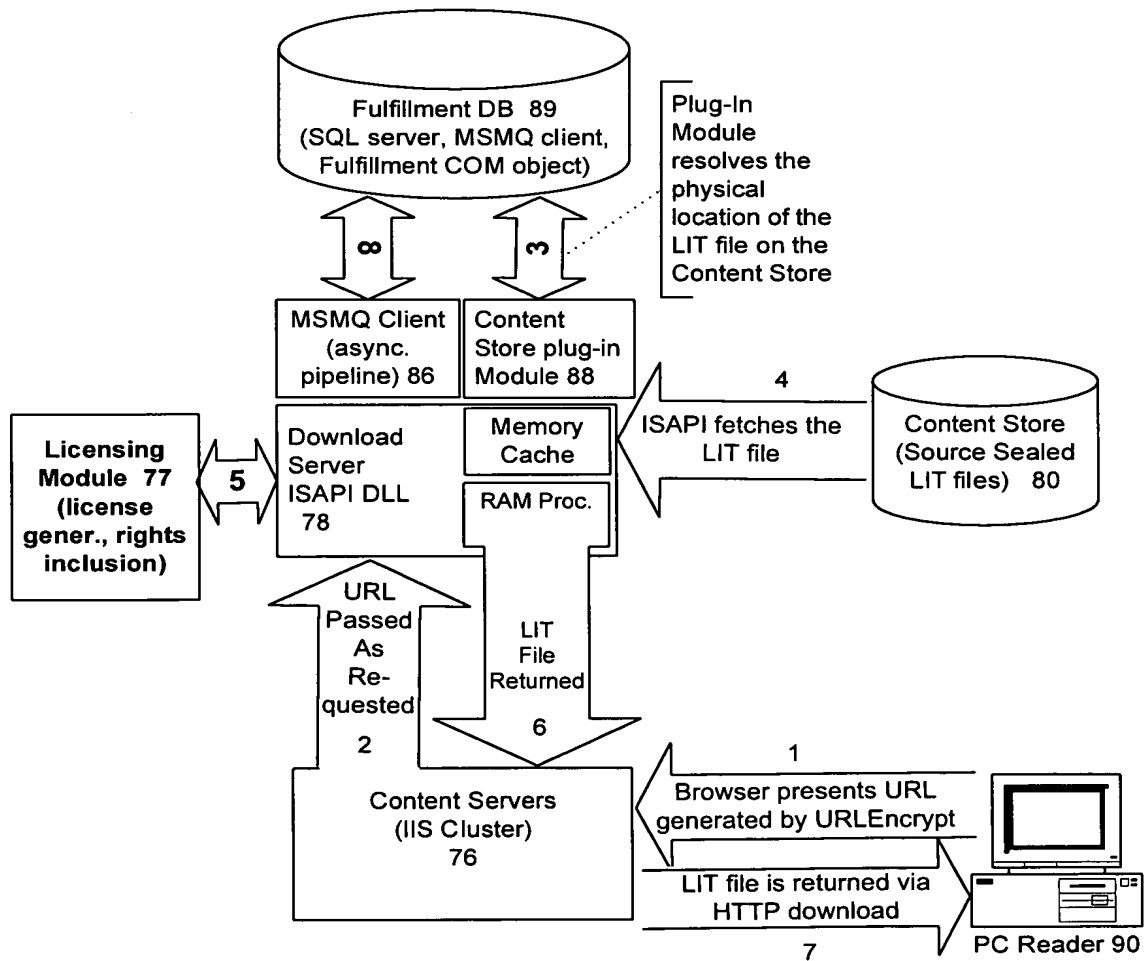 Fulfillment DB 89
(SQL server, MSMQ client,
Fulfillment COM object)
Plug-In
Module
resolves the
physical
location of the
LIT file on the
Content Store
8
3
MSMQ Client
(async.
pipeline) 86
Content
Store plug-in
Module 88
4
ISAPI fetches the
LIT file
Content Store
(Source Sealed
LIT files) 80
Licensing
Module 77
(license
gener., rights
inclusion)
5
Download
Server
ISAPI DLL
78
Memory
Cache
RAM Proc.
URL
Passed
As
Re-
quested
2
LIT
File
Returned
6
Content Servers
(IIS Cluster)
76
1
Browser presents URL
generated by URLEncrypt
LIT file is returned via
HTTP download
7
PC Reader 90